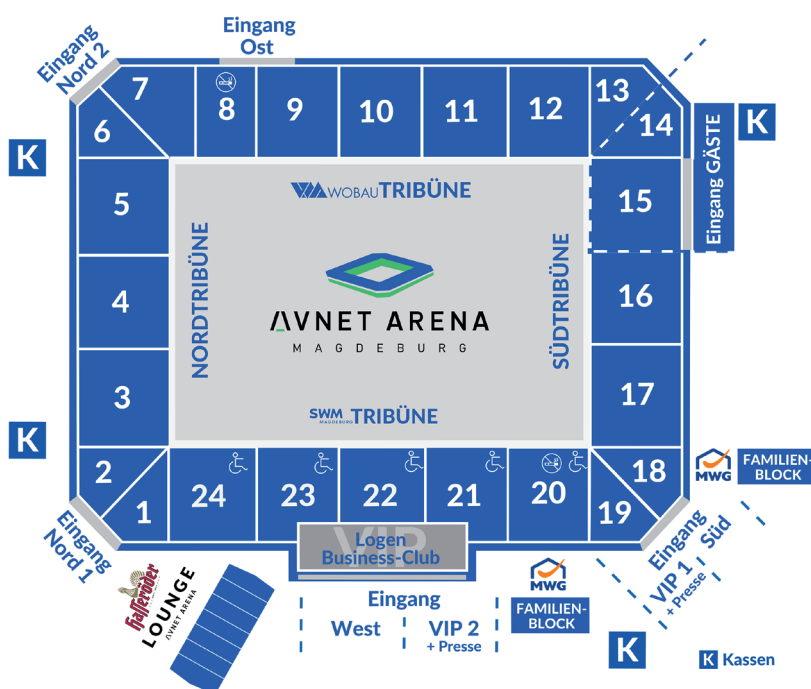 Eingang
Ost
Eingang
Nord 2
7
8
9
10
11
12
13
14
6
K
K
5
15
Eingang GÄSTE
WOBAU TRIBÜNE
NORDTRIBÜNE
SÜDTRIBÜNE
4
16
AVNET ARENA
MAGDEBURG
3
17
SWM
MAGDEBURG
TRIBÜNE
K
2
1
24
23
22
21
20
19
18
MWG
FAMILIEN-
BLOCK
Eingang
Nord 1
VIP
Logen
Business-Club
Eingang
Süd
VIP 1
+ Presse
Hasseröder
LOUNGE
AVNET ARENA
Eingang
West
VIP 2
+ Presse
MWG
FAMILIEN-
BLOCK
K
K Kassen